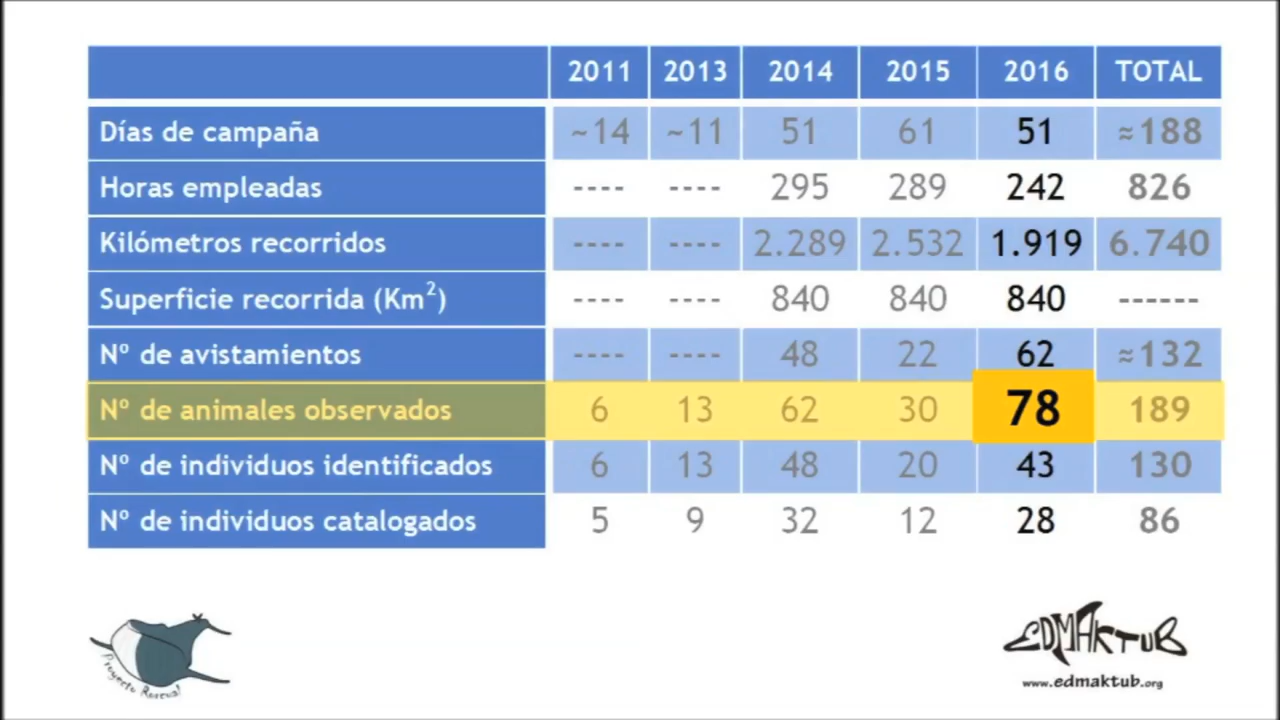 2011 2013 2014 2015 2016 TOTAL
Días de campaña ~14 ~11 51 61 51 ≈188
Horas empleadas ---- ---- 295 289 242 826
Kilómetros recorridos ---- ---- 2.289 2.532 1.919 6.740
Superficie recorrida (Km²) ---- ---- 840 840 840 ------
Nº de avistamientos ---- ---- 48 22 62 ≈132
Nº de animales observados 6 13 62 30 78 189
Nº de individuos identificados 6 13 48 20 43 130
Nº de individuos catalogados 5 9 32 12 28 86
Proyecto Rorcual
EDMAKTUB
www.edmaktub.org